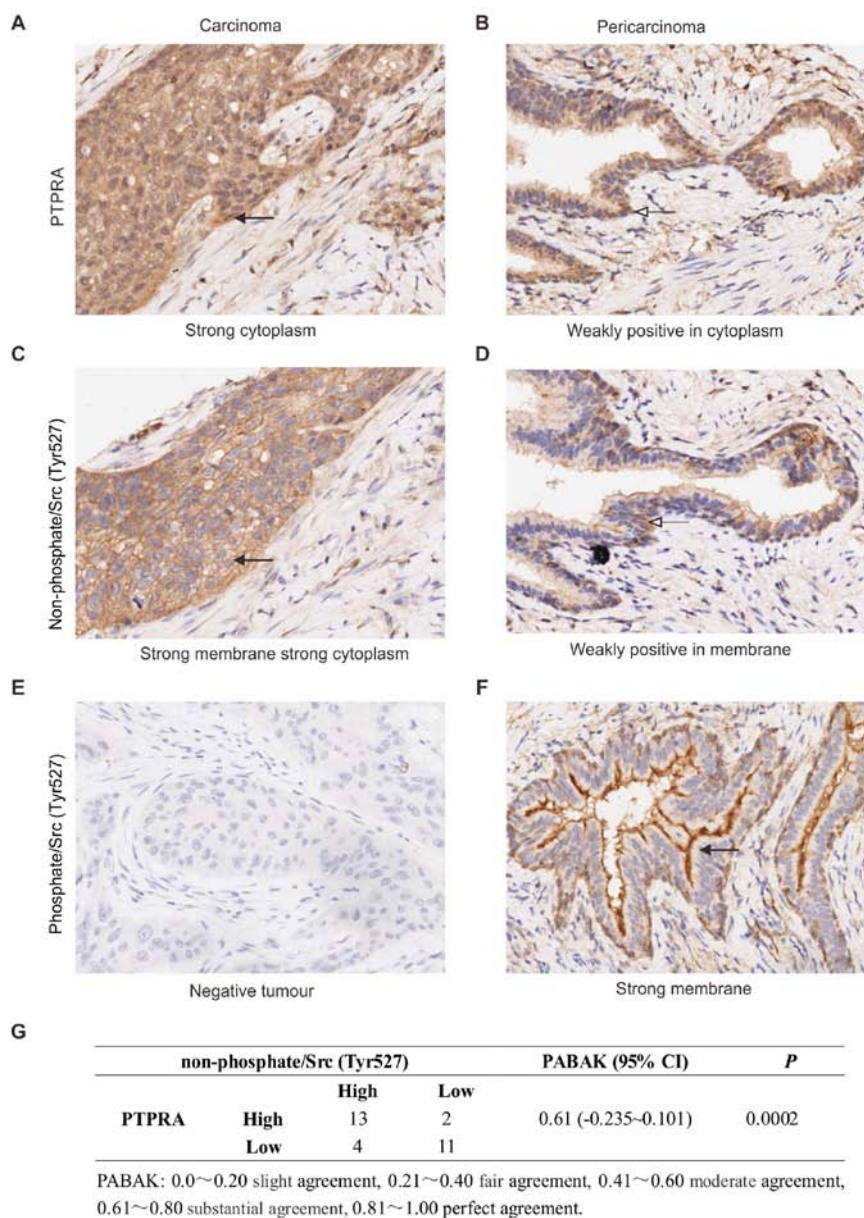 A Carcinoma B Pericarcinoma
PTPRA
Strong cytoplasm Weakly positive in cytoplasm
C D
Non-phosphate/Src (Tyr527)
Strong membrane strong cytoplasm Weakly positive in membrane
E F
Phosphate/Src (Tyr527)
Negative tumour Strong membrane
G
non-phosphate/Src (Tyr527) PABAK (95% CI) P
High Low
PTPRA High 13 2 0.61 (-0.235~0.101) 0.0002
Low 4 11
PABAK: 0.0～0.20 slight agreement, 0.21～0.40 fair agreement, 0.41～0.60 moderate agreement,
0.61～0.80 substantial agreement, 0.81～1.00 perfect agreement.